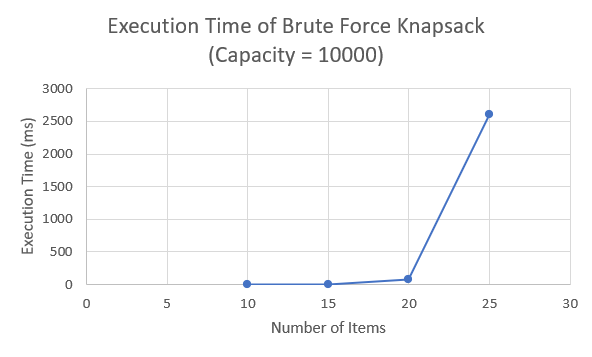 Execution Time of Brute Force Knapsack
(Capacity = 10000)
Execution Time (ms)
3000
2500
2000
1500
1000
500
0
0 5 10 15 20 25 30
Number of Items